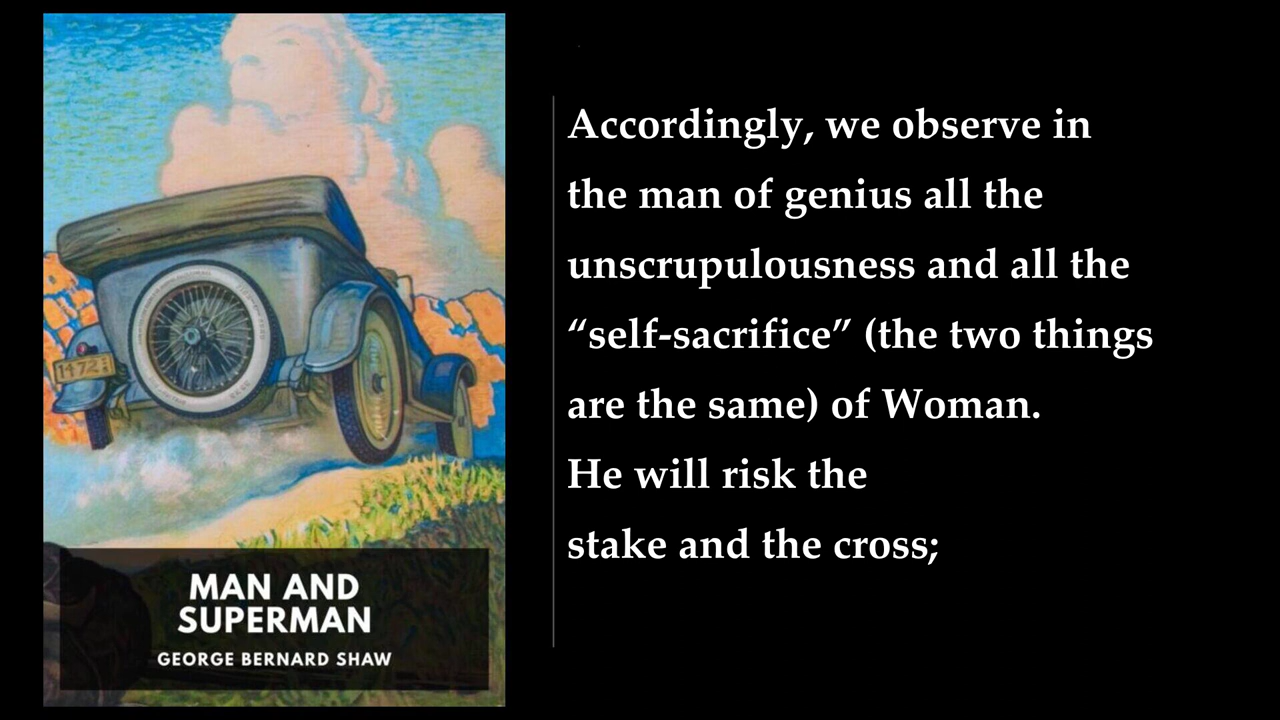 Accordingly, we observe in
the man of genius all the
unscrupulousness and all the
“self-sacrifice” (the two things
are the same) of Woman.
He will risk the
stake and the cross;
1472
MAN AND
SUPERMAN
GEORGE BERNARD SHAW